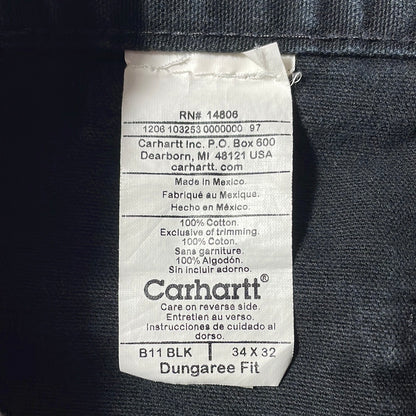 RN# 14806
1206 103253 0000000 97
Carhartt Inc. P.O. Box 600
Dearborn, MI 48121 USA
carhartt. com
Made in Mexico.
Fabriqué au Mexique.
Hecho en México.
100% Cotton.
Exclusive of trimming.
100% Coton.
Sans garniture.
100% Algodón.
Sin incluir adorno.
Carhartt®
Care on reverse side.
Entretien au verso.
Instrucciones de cuidado al
dorso.
B11 BLK | 34 X 32
Dungaree Fit